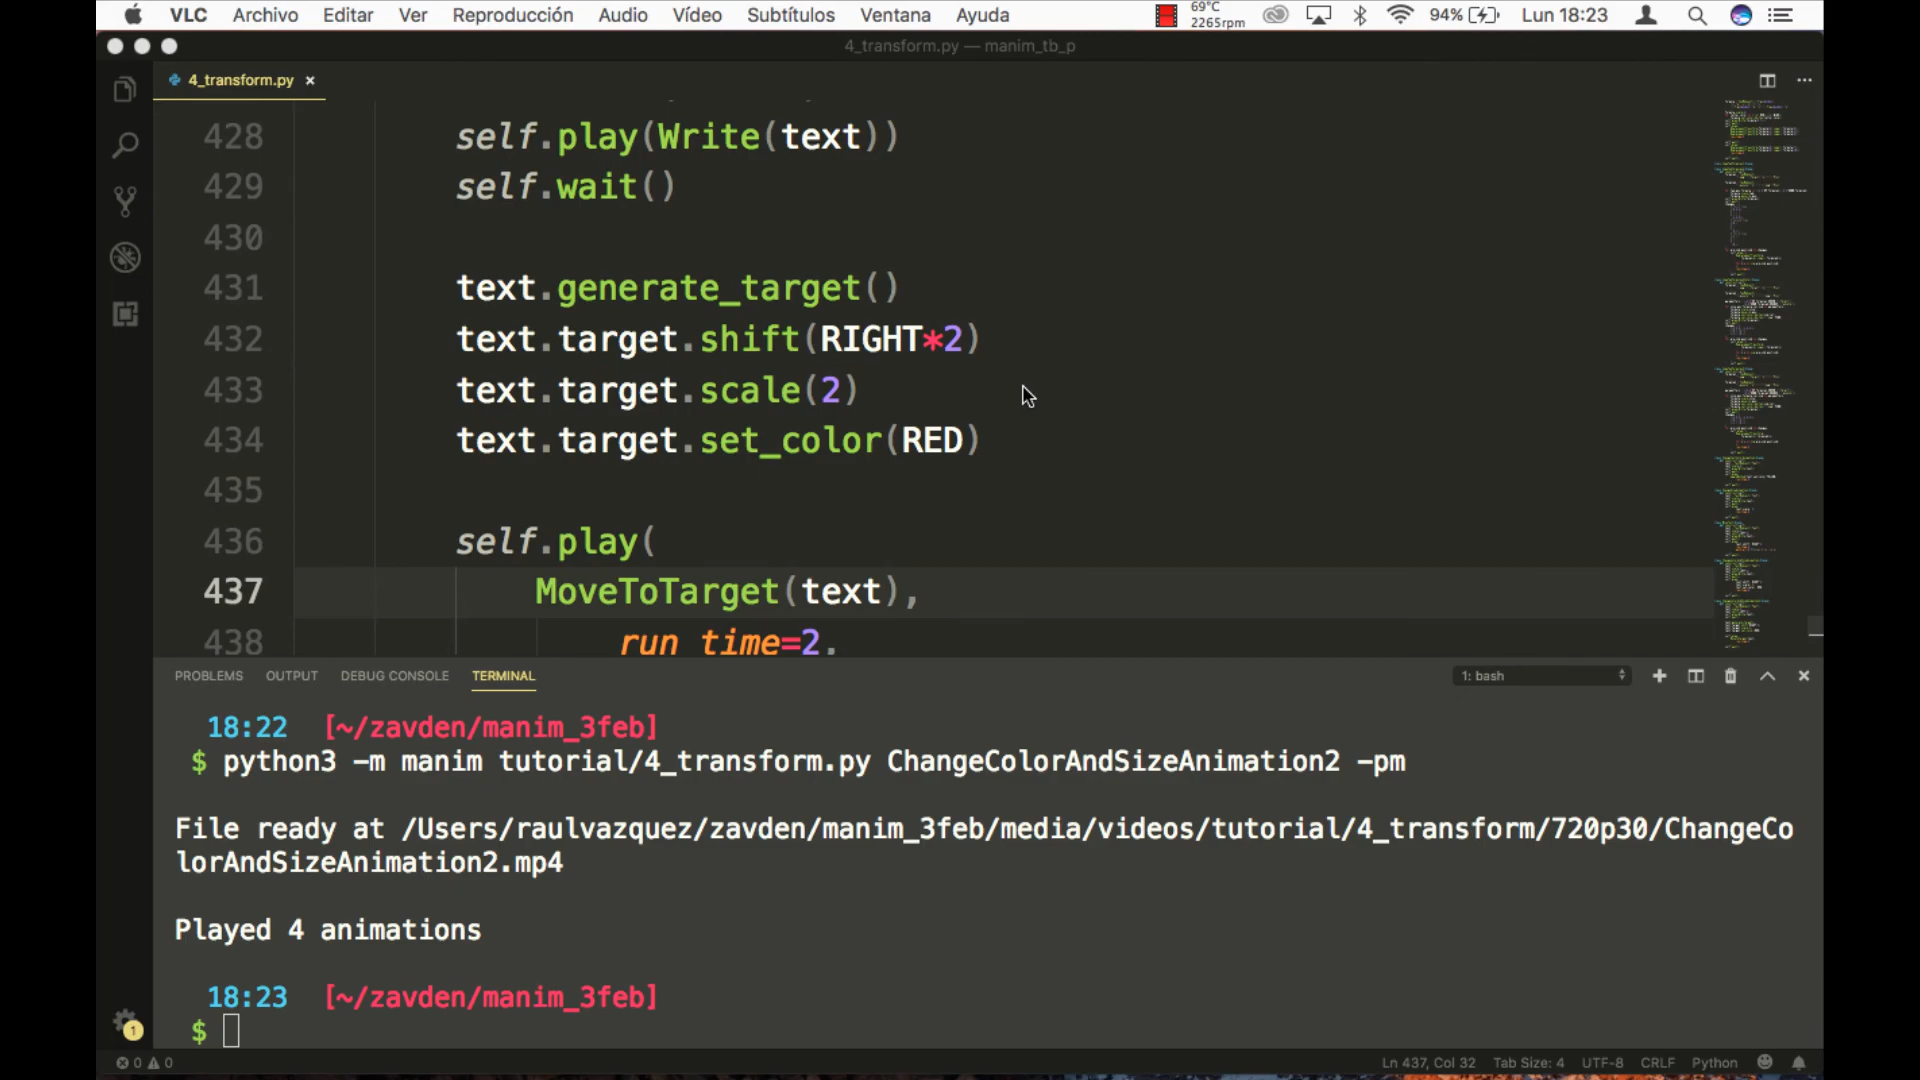 VLC Archivo Editar Ver Reproducción Audio Vídeo Subtítulos Ventana Ayuda 69°C 2265rpm 94% Lun 18:23
4_transform.py — manim_tb_p
4_transform.py ×
428 self.play(Write(text))
429 self.wait()
430
431 text.generate_target()
432 text.target.shift(RIGHT*2)
433 text.target.scale(2)
434 text.target.set_color(RED)
435
436 self.play(
437 MoveToTarget(text),
438 run_time=2,
PROBLEMS OUTPUT DEBUG CONSOLE TERMINAL 1: bash
18:22 [~/zavden/manim_3feb]
$ python3 -m manim tutorial/4_transform.py ChangeColorAndSizeAnimation2 -pm
File ready at /Users/raulvazquez/zavden/manim_3feb/media/videos/tutorial/4_transform/720p30/ChangeCo
lorAndSizeAnimation2.mp4
Played 4 animations
18:23 [~/zavden/manim_3feb]
$
1
0 0 Ln 437, Col 32 Tab Size: 4 UTF-8 CRLF Python